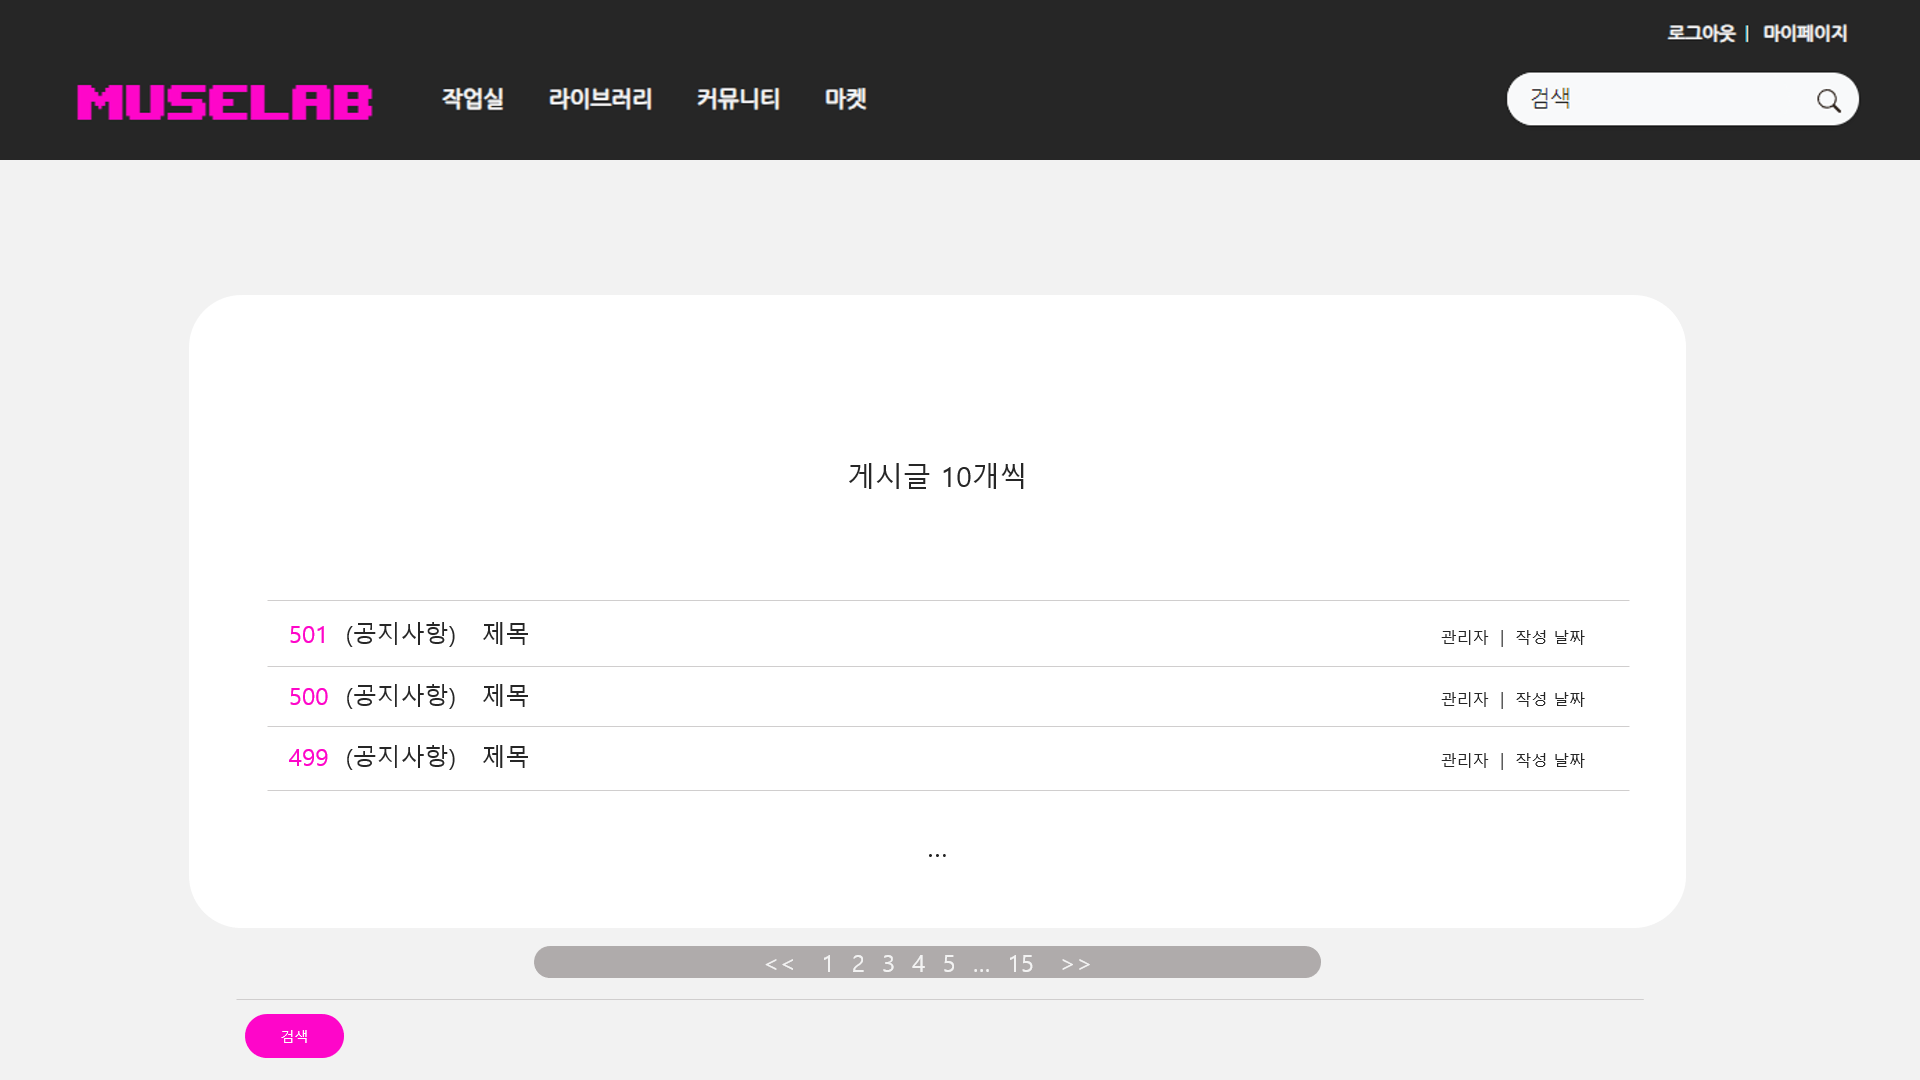 로그아웃 | 마이페이지
MUSELAB 작업실 라이브러리 커뮤니티 마켓 검색
게시글 10개씩
501 (공지사항) 제목 관리자 | 작성 날짜
500 (공지사항) 제목 관리자 | 작성 날짜
499 (공지사항) 제목 관리자 | 작성 날짜
...
<< 1 2 3 4 5 ... 15 >>
검색